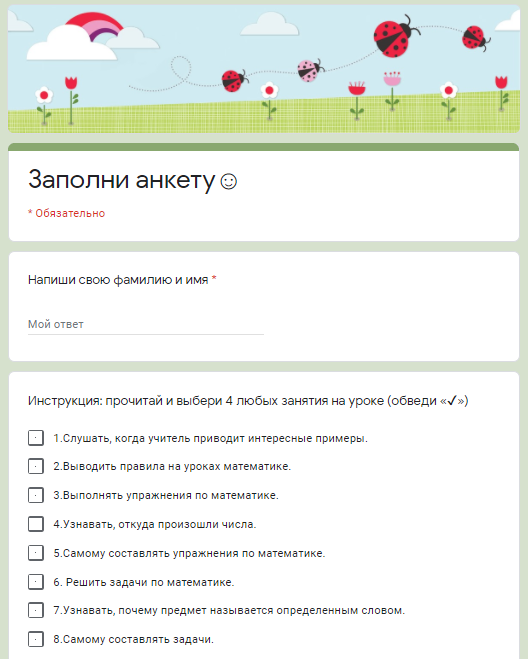 Заполни анкету☺
* Обязательно
Напиши свою фамилию и имя *
Мой ответ
Инструкция: прочитай и выбери 4 любых занятия на уроке (обведи «✓»)
1.Слушать, когда учитель приводит интересные примеры.
2.Выводить правила на уроках математике.
3.Выполнять упражнения по математике.
4.Узнавать, откуда произошли числа.
5.Самому составлять упражнения по математике.
6. Решить задачи по математике.
7.Узнавать, почему предмет называется определенным словом.
8.Самому составлять задачи.